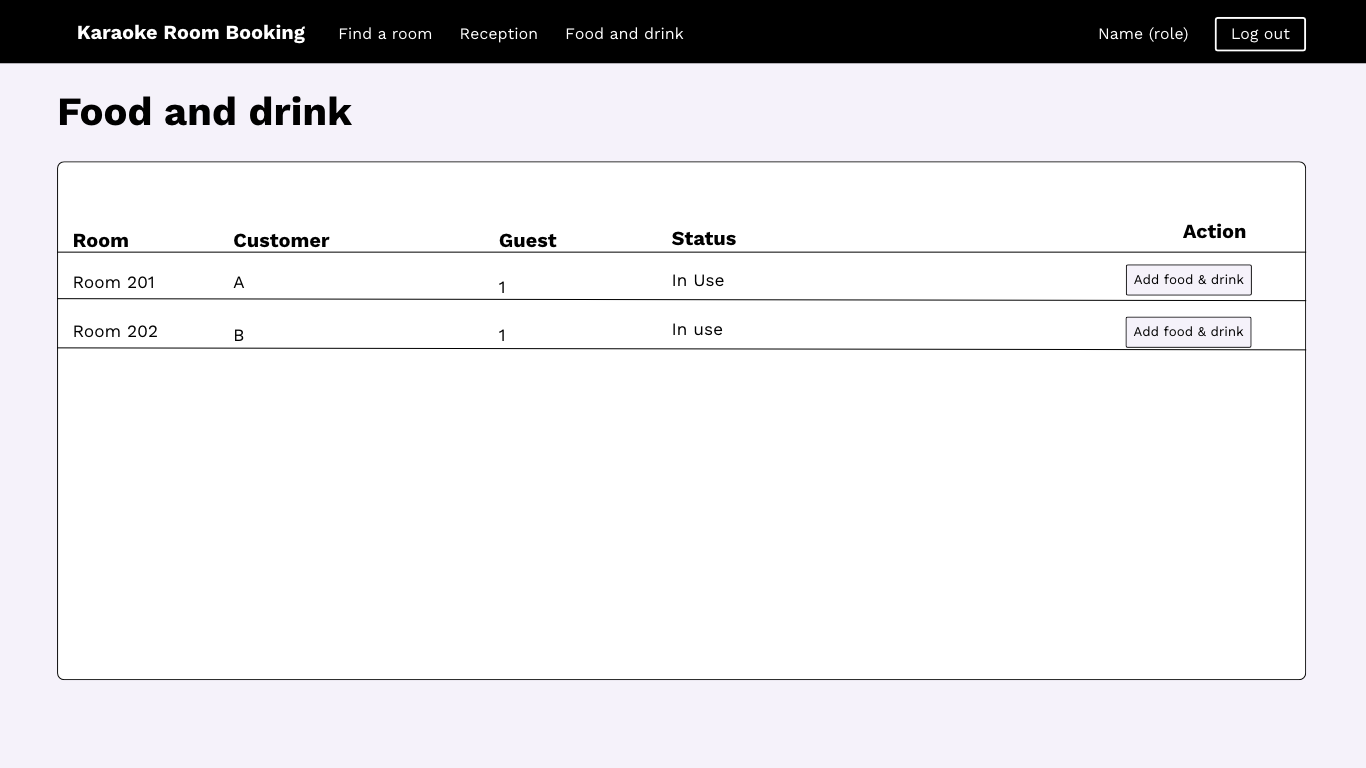 Karaoke Room Booking Find a room Reception Food and drink Name (role) Log out
Food and drink
Room Customer Guest Status Action
Room 201 A 1 In Use Add food & drink
Room 202 B 1 In use Add food & drink